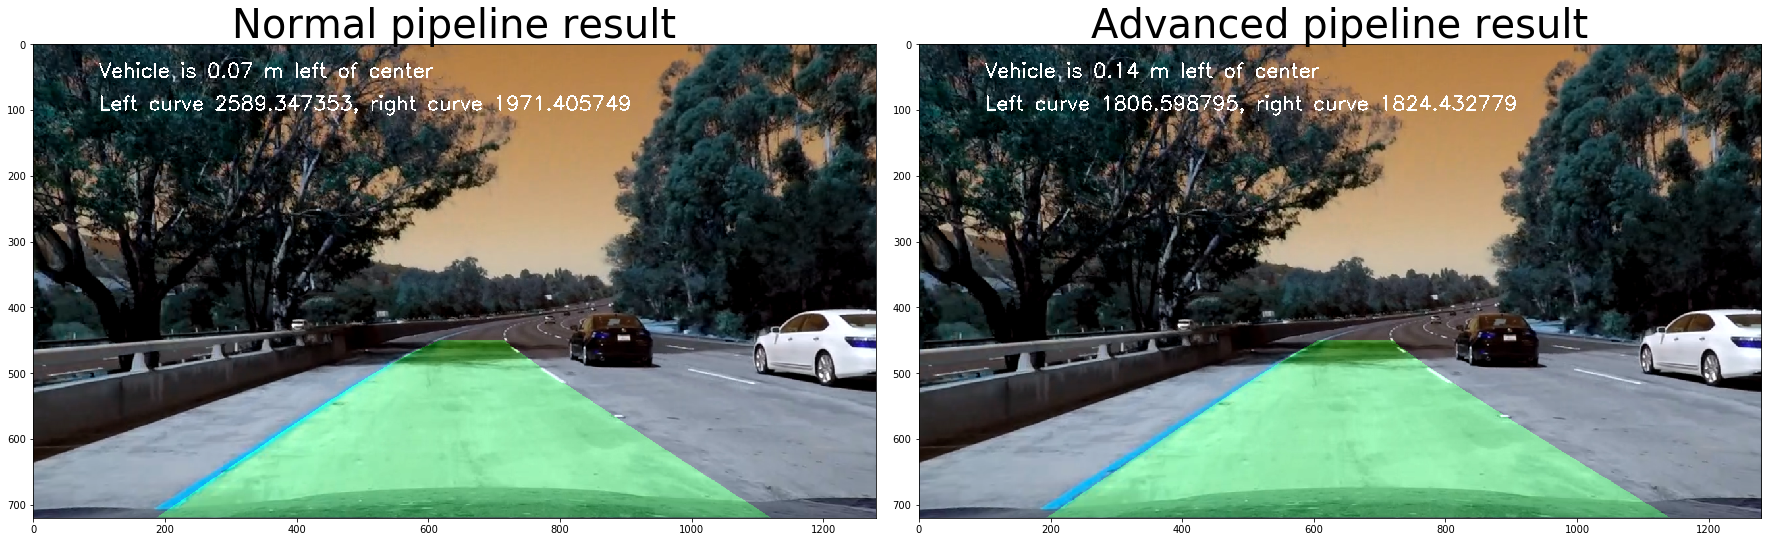 Normal pipeline result
Vehicle is 0.07 m left of center
Left curve 2589.347353, right curve 1971.405749
0
100
200
300
400
500
600
700
0 200 400 600 800 1000 1200
Advanced pipeline result
Vehicle is 0.14 m left of center
Left curve 1806.598795, right curve 1824.432779
0
100
200
300
400
500
600
700
0 200 400 600 800 1000 1200